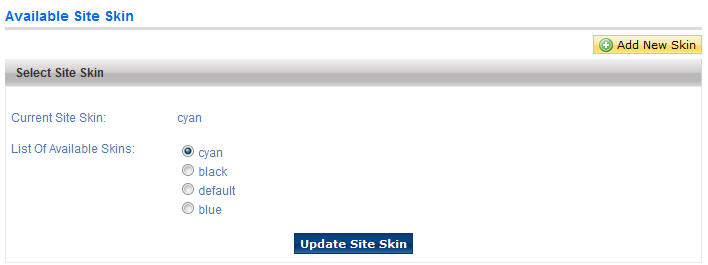 Available Site Skin
Add New Skin
Select Site Skin
Current Site Skin: cyan
List Of Available Skins: cyan
black
default
blue
Update Site Skin